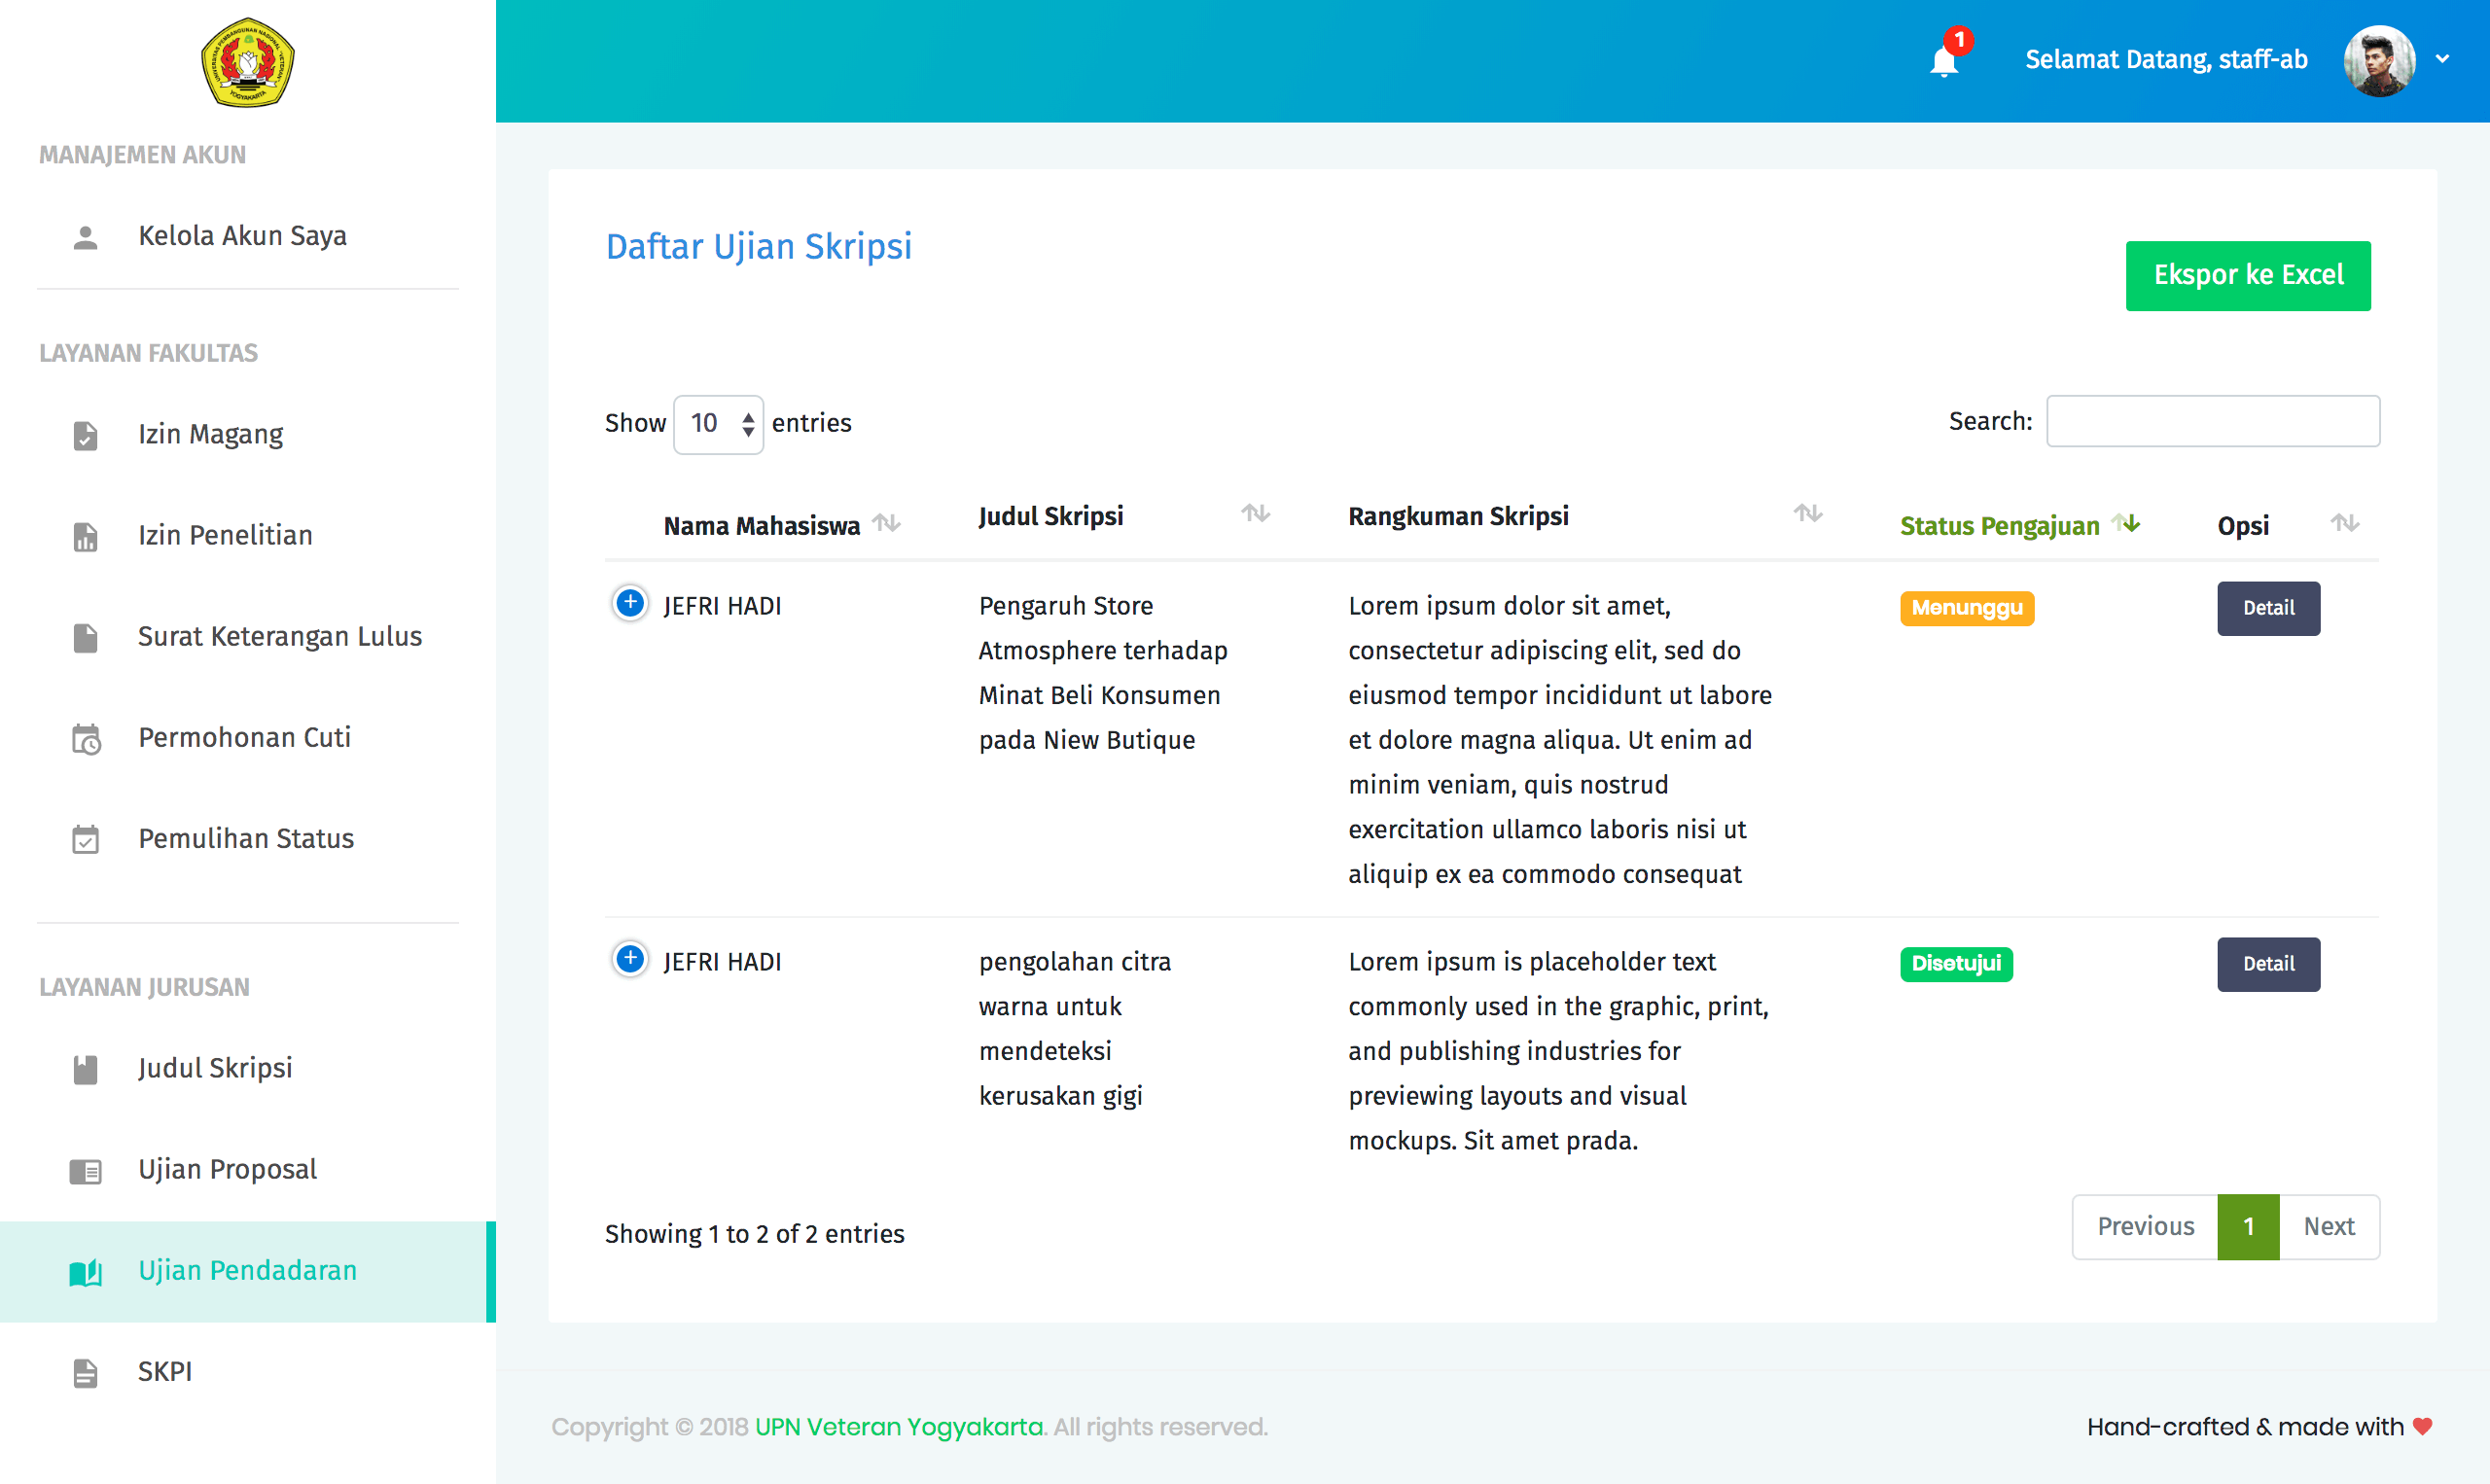 UNIVERSITAS PEMBANGUNAN NASIONAL "VETERAN"
YOGYAKARTA
MANAJEMEN AKUN
Kelola Akun Saya
LAYANAN FAKULTAS
Izin Magang
Izin Penelitian
Surat Keterangan Lulus
Permohonan Cuti
Pemulihan Status
LAYANAN JURUSAN
Judul Skripsi
Ujian Proposal
Ujian Pendadaran
SKPI
1
Selamat Datang, staff-ab
Daftar Ujian Skripsi
Ekspor ke Excel
Show 10 entries
Search:
Nama Mahasiswa Judul Skripsi Rangkuman Skripsi Status Pengajuan Opsi
JEFRI HADI
Pengaruh Store
Atmosphere terhadap
Minat Beli Konsumen
pada Niew Butique
Lorem ipsum dolor sit amet,
consectetur adipiscing elit, sed do
eiusmod tempor incididunt ut labore
et dolore magna aliqua. Ut enim ad
minim veniam, quis nostrud
exercitation ullamco laboris nisi ut
aliquip ex ea commodo consequat
Menunggu
Detail
JEFRI HADI
pengolahan citra
warna untuk
mendeteksi
kerusakan gigi
Lorem ipsum is placeholder text
commonly used in the graphic, print,
and publishing industries for
previewing layouts and visual
mockups. Sit amet prada.
Disetujui
Detail
Showing 1 to 2 of 2 entries
Previous 1 Next
Copyright © 2018 UPN Veteran Yogyakarta. All rights reserved.
Hand-crafted & made with ❤